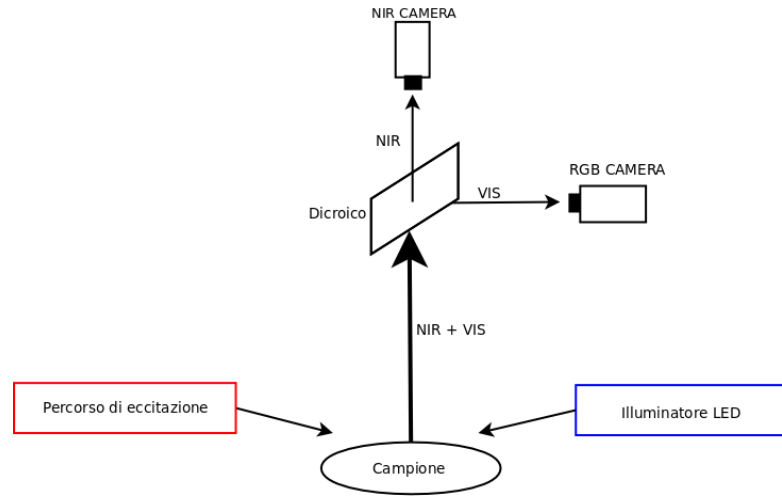 NIR CAMERA
NIR
RGB CAMERA
VIS
Dicroico
NIR + VIS
Percorso di eccitazione
Illuminatore LED
Campione